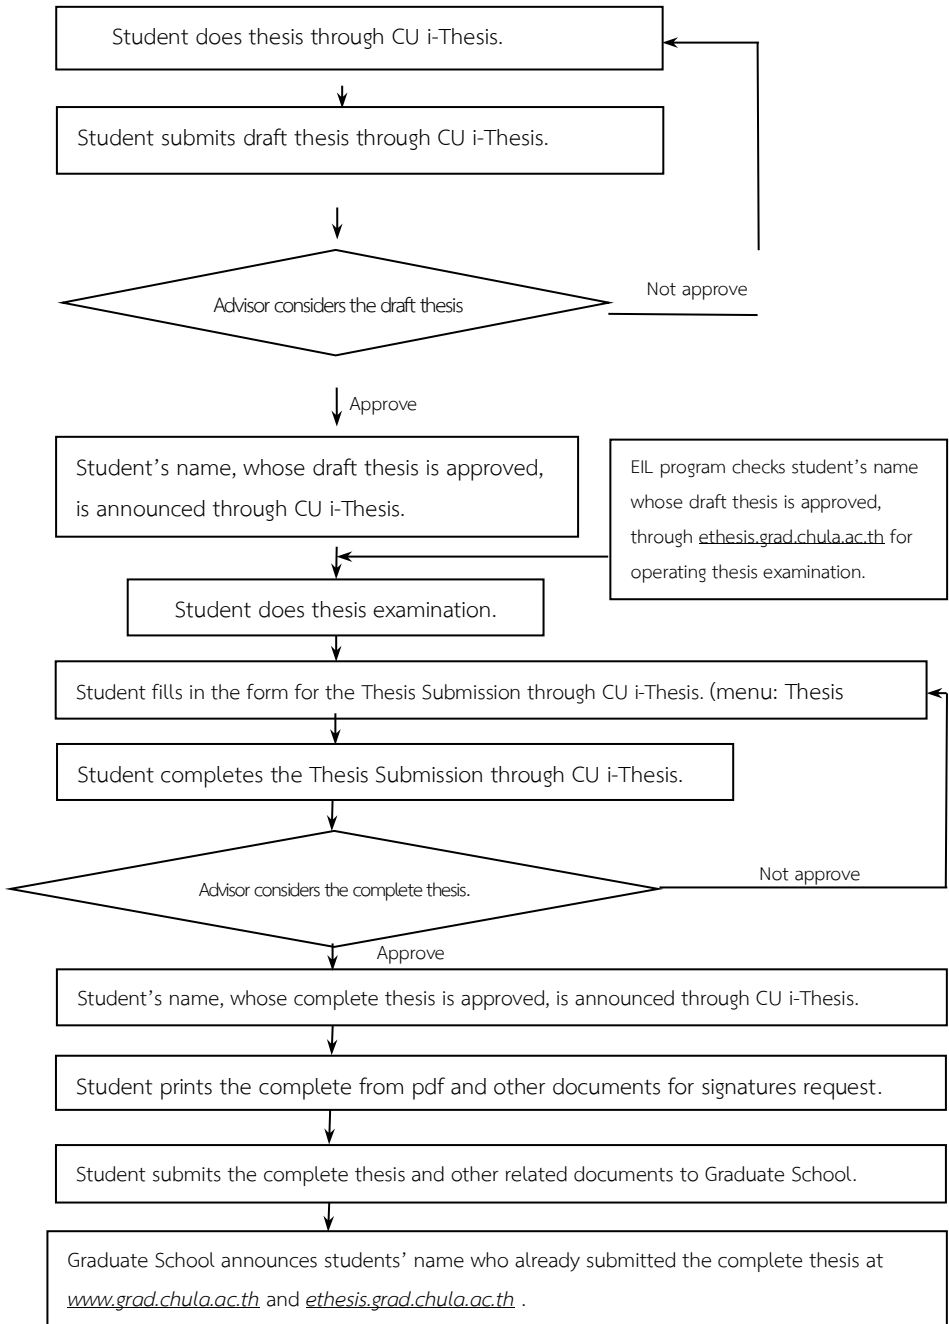 Student does thesis through CU i-Thesis.
Student submits draft thesis through CU i-Thesis.
Advisor considers the draft thesis
Not approve
Approve
Student’s name, whose draft thesis is approved,
is announced through CU i-Thesis.
EIL program checks student’s name
whose draft thesis is approved,
through ethesis.grad.chula.ac.th for
operating thesis examination.
Student does thesis examination.
Student fills in the form for the Thesis Submission through CU i-Thesis. (menu: Thesis
Student completes the Thesis Submission through CU i-Thesis.
Advisor considers the complete thesis.
Not approve
Approve
Student’s name, whose complete thesis is approved, is announced through CU i-Thesis.
Student prints the complete from pdf and other documents for signatures request.
Student submits the complete thesis and other related documents to Graduate School.
Graduate School announces students’ name who already submitted the complete thesis at
www.grad.chula.ac.th and ethesis.grad.chula.ac.th .